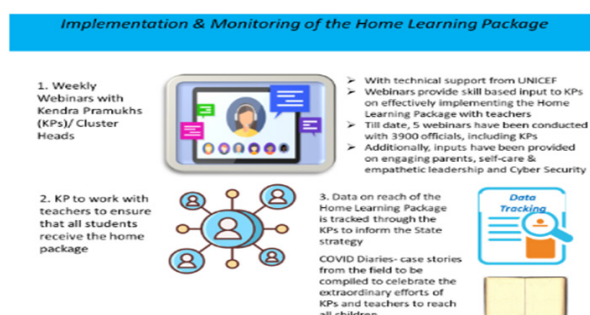 Implementation & Monitoring of the Home Learning Package
1. Weekly
Webinars with
Kendra Pramukhs
(KPs)/ Cluster
Heads
➢ With technical support from UNICEF
➢ Webinars provide skill based input to KPs
on effectively implementing the Home
Learning Package with teachers
➢ Till date, 5 webinars have been conducted
with 3900 officials, including KPs
➢ Additionally, inputs have been provided
on engaging parents, self-care &
empathetic leadership and Cyber Security
2. KP to work with
teachers to ensure
that all students
receive the home
package
3. Data on reach of the
Home Learning Package
is tracked through the
KPs to inform the State
strategy
COVID Diaries- case stories
from the field to be
compiled to celebrate the
extraordinary efforts of
KPs and teachers to reach
all children
Data
Tracking